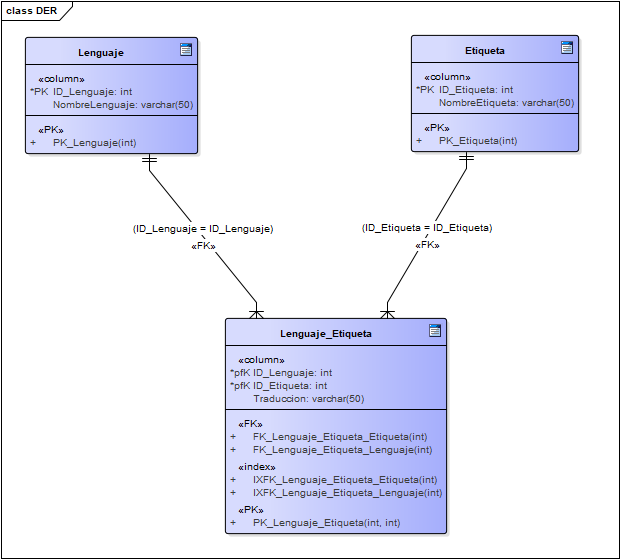 class DER
Lenguaje
«column»
*PK ID_Lenguaje: int
NombreLenguaje: varchar(50)
«PK»
+ PK_Lenguaje(int)
Etiqueta
«column»
*PK ID_Etiqueta: int
NombreEtiqueta: varchar(50)
«PK»
+ PK_Etiqueta(int)
(ID_Lenguaje = ID_Lenguaje)
«FK»
(ID_Etiqueta = ID_Etiqueta)
«FK»
Lenguaje_Etiqueta
«column»
*pfK ID_Lenguaje: int
*pfK ID_Etiqueta: int
Traduccion: varchar(50)
«FK»
+ FK_Lenguaje_Etiqueta_Etiqueta(int)
+ FK_Lenguaje_Etiqueta_Lenguaje(int)
«index»
+ IXFK_Lenguaje_Etiqueta_Etiqueta(int)
+ IXFK_Lenguaje_Etiqueta_Lenguaje(int)
«PK»
+ PK_Lenguaje_Etiqueta(int, int)